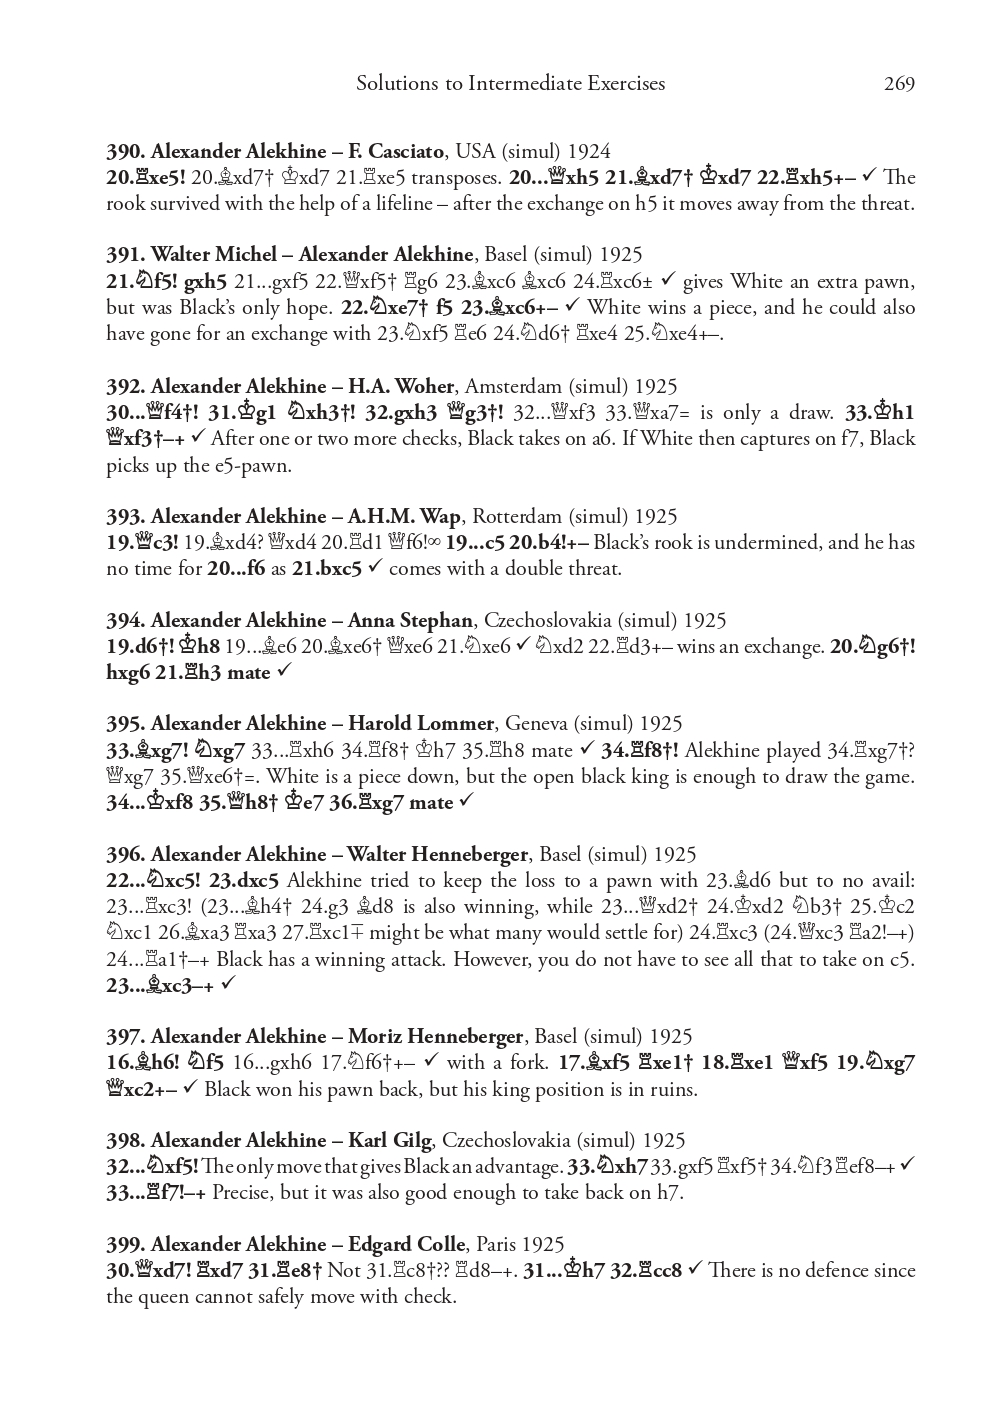 Solutions to Intermediate Exercises 269
390. Alexander Alekhine – F. Casciato, USA (simul) 1924
20.♖xe5! 20.♗xd7† ♔xd7 21.♖xe5 transposes. 20...♕xh5 21.♗xd7† ♔xd7 22.♖xh5+– ✓ The
rook survived with the help of a lifeline – after the exchange on h5 it moves away from the threat.
391. Walter Michel – Alexander Alekhine, Basel (simul) 1925
21.♘f5! gxh5 21...gxf5 22.♕xf5† ♖g6 23.♗xc6 ♗xc6 24.♖xc6± ✓ gives White an extra pawn,
but was Black's only hope. 22.♘xe7† f5 23.♗xc6+– ✓ White wins a piece, and he could also
have gone for an exchange with 23.♘xf5 ♖e6 24.♘d6† ♖xe4 25.♘xe4+–.
392. Alexander Alekhine – H.A. Woher, Amsterdam (simul) 1925
30...♕f4†! 31.♔g1 ♘xh3†! 32.gxh3 ♕g3†! 32...♕xf3 33.♕xa7= is only a draw. 33.♔h1
♕xf3†–+ ✓ After one or two more checks, Black takes on a6. If White then captures on f7, Black
picks up the e5-pawn.
393. Alexander Alekhine – A.H.M. Wap, Rotterdam (simul) 1925
19.♕c3! 19.♗xd4? ♕xd4 20.♖d1 ♕f6!∞ 19...c5 20.b4!+– Black's rook is undermined, and he has
no time for 20...f6 as 21.bxc5 ✓ comes with a double threat.
394. Alexander Alekhine – Anna Stephan, Czechoslovakia (simul) 1925
19.d6†! ♔h8 19...♗e6 20.♗xe6† ♕xe6 21.♘xe6 ✓ ♘xd2 22.♖d3+– wins an exchange. 20.♘g6†!
hxg6 21.♖h3 mate ✓
395. Alexander Alekhine – Harold Lommer, Geneva (simul) 1925
33.♗xg7! ♘xg7 33...♖xh6 34.♖f8† ♔h7 35.♖h8 mate ✓ 34.♖f8†! Alekhine played 34.♖xg7†?
♕xg7 35.♕xe6†=. White is a piece down, but the open black king is enough to draw the game.
34...♔xf8 35.♕h8† ♔e7 36.♖xg7 mate ✓
396. Alexander Alekhine – Walter Henneberger, Basel (simul) 1925
22...♘xc5! 23.dxc5 Alekhine tried to keep the loss to a pawn with 23.♗d6 but to no avail:
23...♖xc3! (23...♗h4† 24.g3 ♗d8 is also winning, while 23...♕xd2† 24.♔xd2 ♘b3† 25.♔c2
♘xc1 26.♗xa3 ♖xa3 27.♖xc1∓ might be what many would settle for) 24.♖xc3 (24.♕xc3 ♖a2!–+)
24...♖a1†–+ Black has a winning attack. However, you do not have to see all that to take on c5.
23...♗xc3–+ ✓
397. Alexander Alekhine – Moriz Henneberger, Basel (simul) 1925
16.♗h6! ♘f5 16...gxh6 17.♘f6†+– ✓ with a fork. 17.♗xf5 ♖xe1† 18.♖xe1 ♕xf5 19.♘xg7
♕xc2+– ✓ Black won his pawn back, but his king position is in ruins.
398. Alexander Alekhine – Karl Gilg, Czechoslovakia (simul) 1925
32...♘xf5! The only move that gives Black an advantage. 33.♘xh7 33.gxf5 ♖xf5† 34.♘f3 ♖ef8–+ ✓
33...♖f7!–+ Precise, but it was also good enough to take back on h7.
399. Alexander Alekhine – Edgard Colle, Paris 1925
30.♕xd7! ♖xd7 31.♖e8† Not 31.♖c8†?? ♖d8–+. 31...♔h7 32.♖cc8 ✓ There is no defence since
the queen cannot safely move with check.